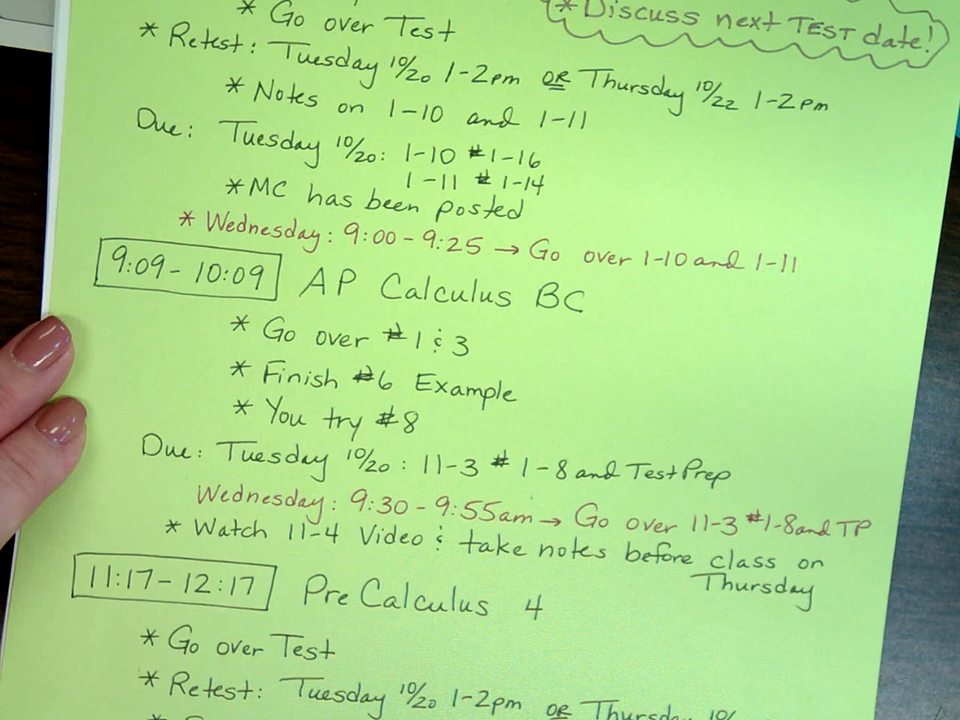 * Go over Test
* Discuss next TEST date!
* Retest: Tuesday 10/20 1-2pm OR Thursday 10/22 1-2pm
* Notes on 1-10 and 1-11
Due: Tuesday 10/20: 1-10 #1-16
1-11 #1-14
*MC has been posted
* Wednesday: 9:00-9:25 → Go over 1-10 and 1-11
9:09-10:09 AP Calculus BC
* Go over #1 & 3
* Finish #6 Example
* You try #8
Due: Tuesday 10/20: 11-3 #1-8 and Test Prep
Wednesday: 9:30-9:55am → Go over 11-3 #1-8 and TP
* Watch 11-4 Video & take notes before class on
Thursday
11:17-12:17 Pre Calculus 4
* Go over Test
* Retest: Tuesday 10/20 1-2pm OR Thursday 10/